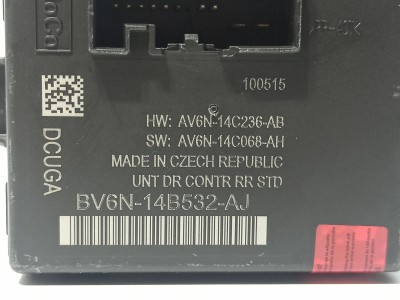 100515
HW: AV6N-14C236-AB
SW: AV6N-14C068-AH
MADE IN CZECH REPUBLIC
UNT DR CONTR RR STD
BV6N-14B532-AJ
DCUGA